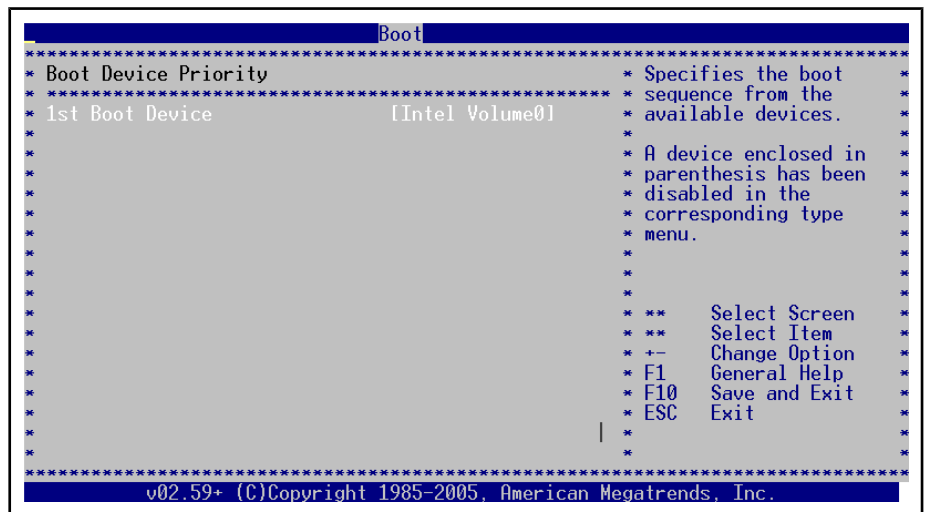 Boot
Boot Device Priority
1st Boot Device [Intel Volume0]
Specifies the boot
sequence from the
available devices.
A device enclosed in
parenthesis has been
disabled in the
corresponding type
menu.
** Select Screen
** Select Item
+- Change Option
F1 General Help
F10 Save and Exit
ESC Exit
v02.59+ (C)Copyright 1985-2005, American Megatrends, Inc.